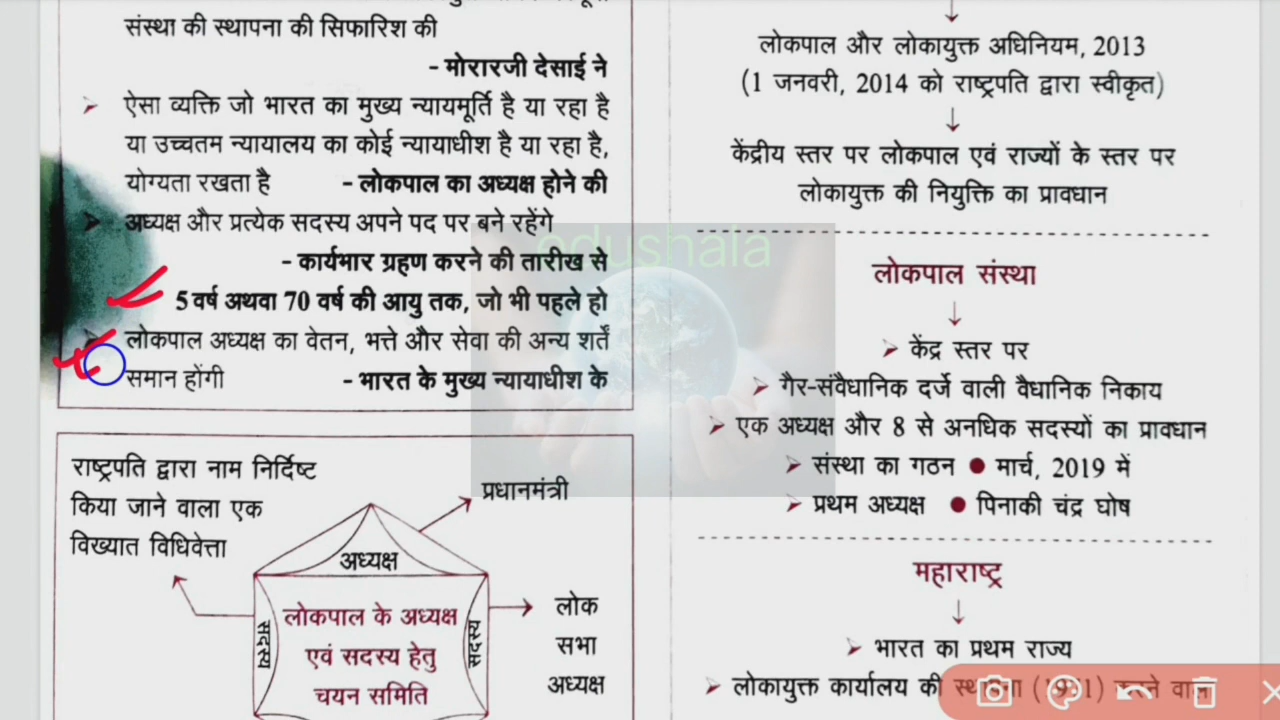 संस्था की स्थापना की सिफारिश की
- मोरारजी देसाई ने
➢ ऐसा व्यक्ति जो भारत का मुख्य न्यायमूर्ति है या रहा है
या उच्चतम न्यायालय का कोई न्यायाधीश है या रहा है,
योग्यता रखता है - लोकपाल का अध्यक्ष होने की
➢ अध्यक्ष और प्रत्येक सदस्य अपने पद पर बने रहेंगे
- कार्यभार ग्रहण करने की तारीख से
5 वर्ष अथवा 70 वर्ष की आयु तक, जो भी पहले हो
➢ लोकपाल अध्यक्ष का वेतन, भत्ते और सेवा की अन्य शर्तें
समान होंगी - भारत के मुख्य न्यायाधीश के
राष्ट्रपति द्वारा नाम निर्दिष्ट
किया जाने वाला एक
विख्यात विधिवेत्ता
प्रधानमंत्री
अध्यक्ष
सदस्य
लोकपाल के अध्यक्ष
एवं सदस्य हेतु
चयन समिति
सदस्य
लोक
सभा
अध्यक्ष
लोकपाल और लोकायुक्त अधिनियम, 2013
(1 जनवरी, 2014 को राष्ट्रपति द्वारा स्वीकृत)
केंद्रीय स्तर पर लोकपाल एवं राज्यों के स्तर पर
लोकायुक्त की नियुक्ति का प्रावधान
edushala
लोकपाल संस्था
➢ केंद्र स्तर पर
➢ गैर-संवैधानिक दर्जे वाली वैधानिक निकाय
➢ एक अध्यक्ष और 8 से अनधिक सदस्यों का प्रावधान
➢ संस्था का गठन ● मार्च, 2019 में
➢ प्रथम अध्यक्ष ● पिनाकी चंद्र घोष
महाराष्ट्र
➢ भारत का प्रथम राज्य
➢ लोकायुक्त कार्यालय की